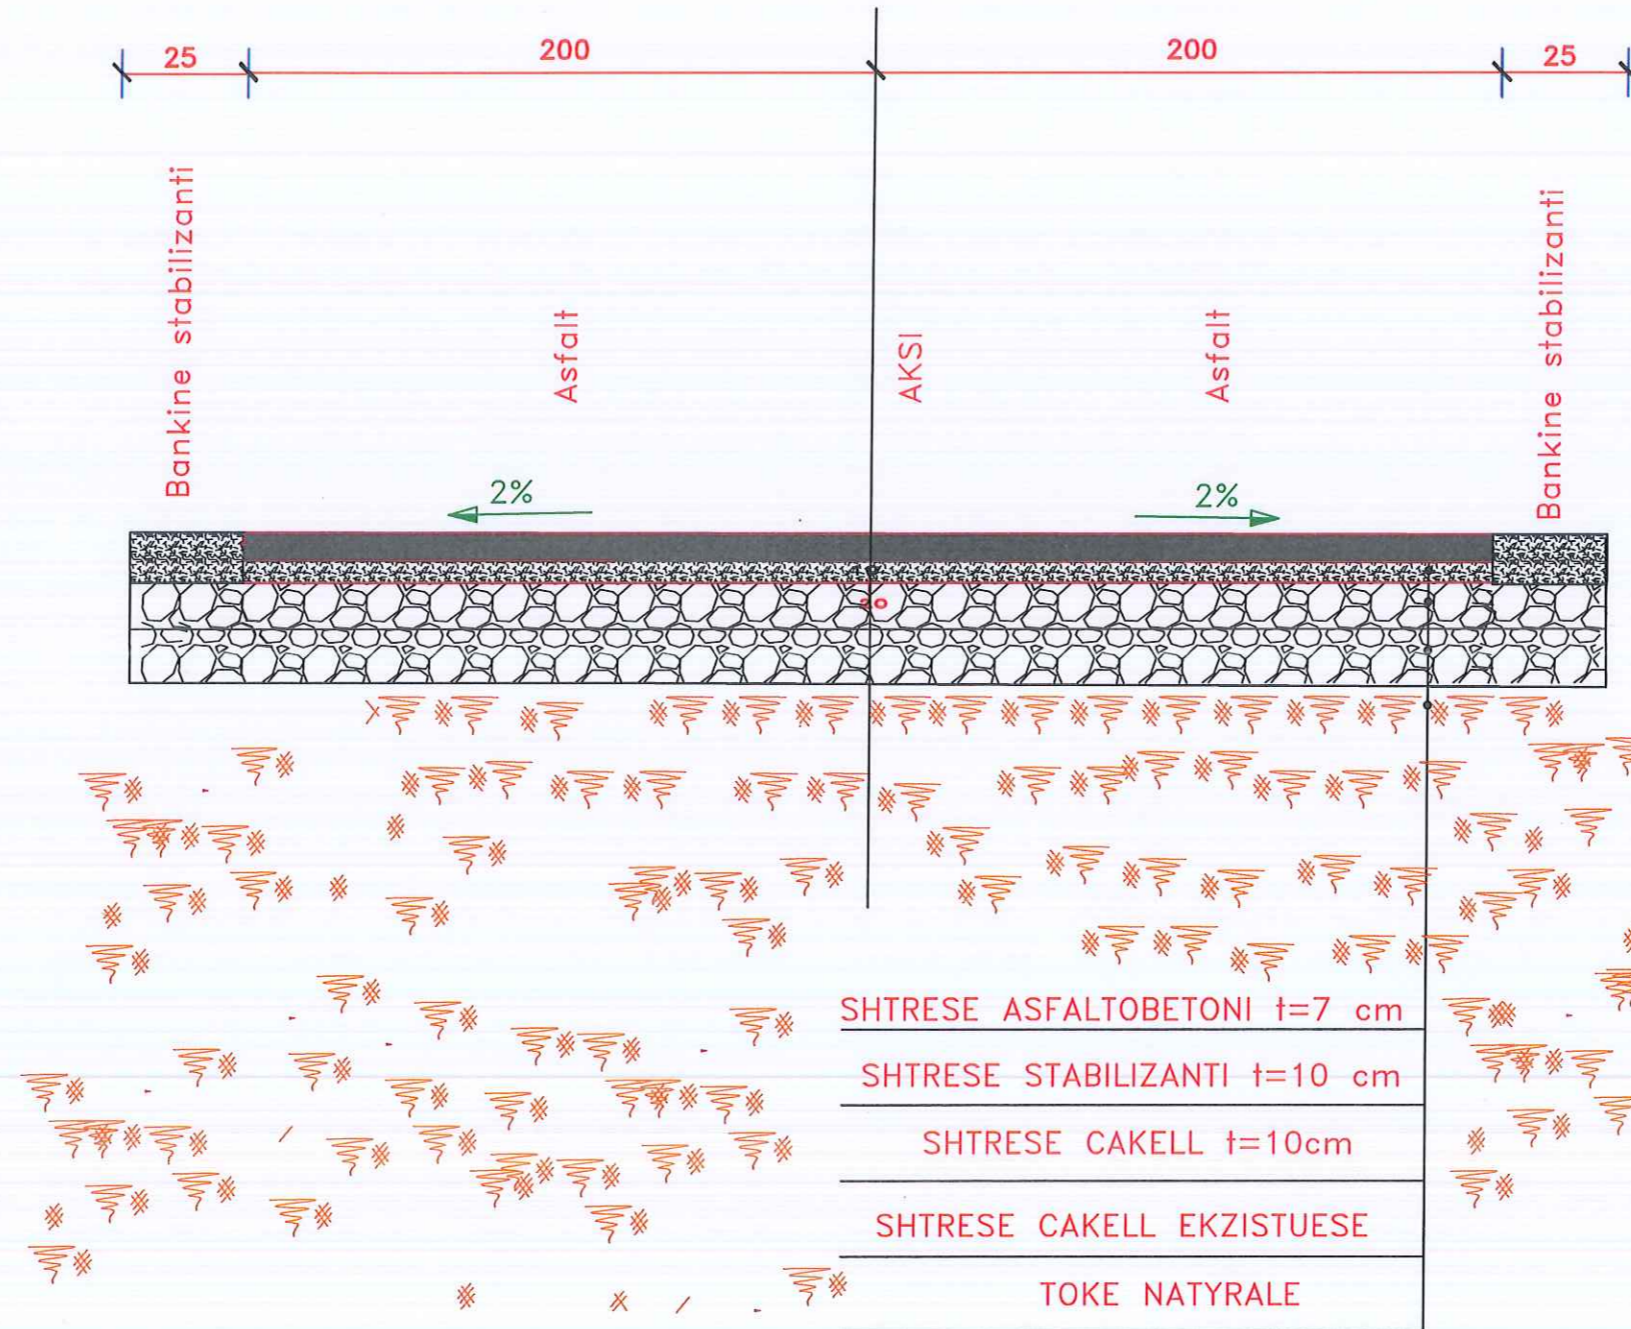 25
200
200
25
Bankine stabilizanti
Asfalt
AKSI
Asfalt
Bankine stabilizanti
2%
2%
SHTRESE ASFALTOBETONI t=7 cm
SHTRESE STABILIZANTI t=10 cm
SHTRESE CAKELL t=10cm
SHTRESE CAKELL EKZISTUESE
TOKE NATYRALE